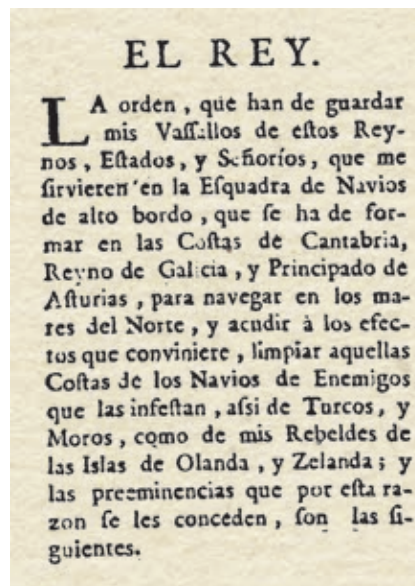 EL REY.
LA orden, que han de guardar
mis Vaſſallos de eſtos Rey-
nos, Eſtados, y Señoríos, que me
ſirvieren en la Eſquadra de Navios
de alto bordo, que ſe ha de for-
mar en las Coſtas de Cantabria,
Reyno de Galicia, y Principado de
Aſturias, para navegar en los ma-
res del Norte, y acudir à los efec-
tos que conviniere, limpiar aquellas
Coſtas de los Navios de Enemigos
que las infeſtan, aſsi de Turcos, y
Moros, como de mis Rebeldes de
las Islas de Olanda, y Zelanda; y
las preeminencias que por eſta ra-
zon ſe les conceden, ſon las ſi-
guientes.